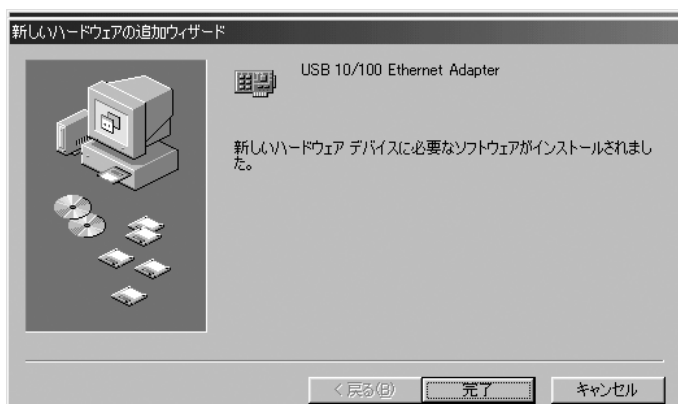 新しいハードウェアの追加ウィザード
USB 10/100 Ethernet Adapter
新しいハードウェア デバイスに必要なソフトウェアがインストールされまし
た。
< 戻る(B) 完了 キャンセル